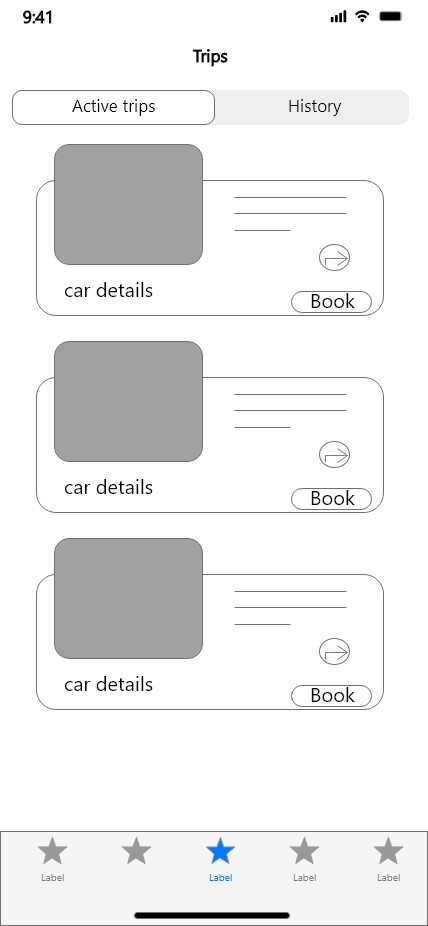 9:41
Trips
Active trips History
car details
Book
car details
Book
car details
Book
Label Label Label Label